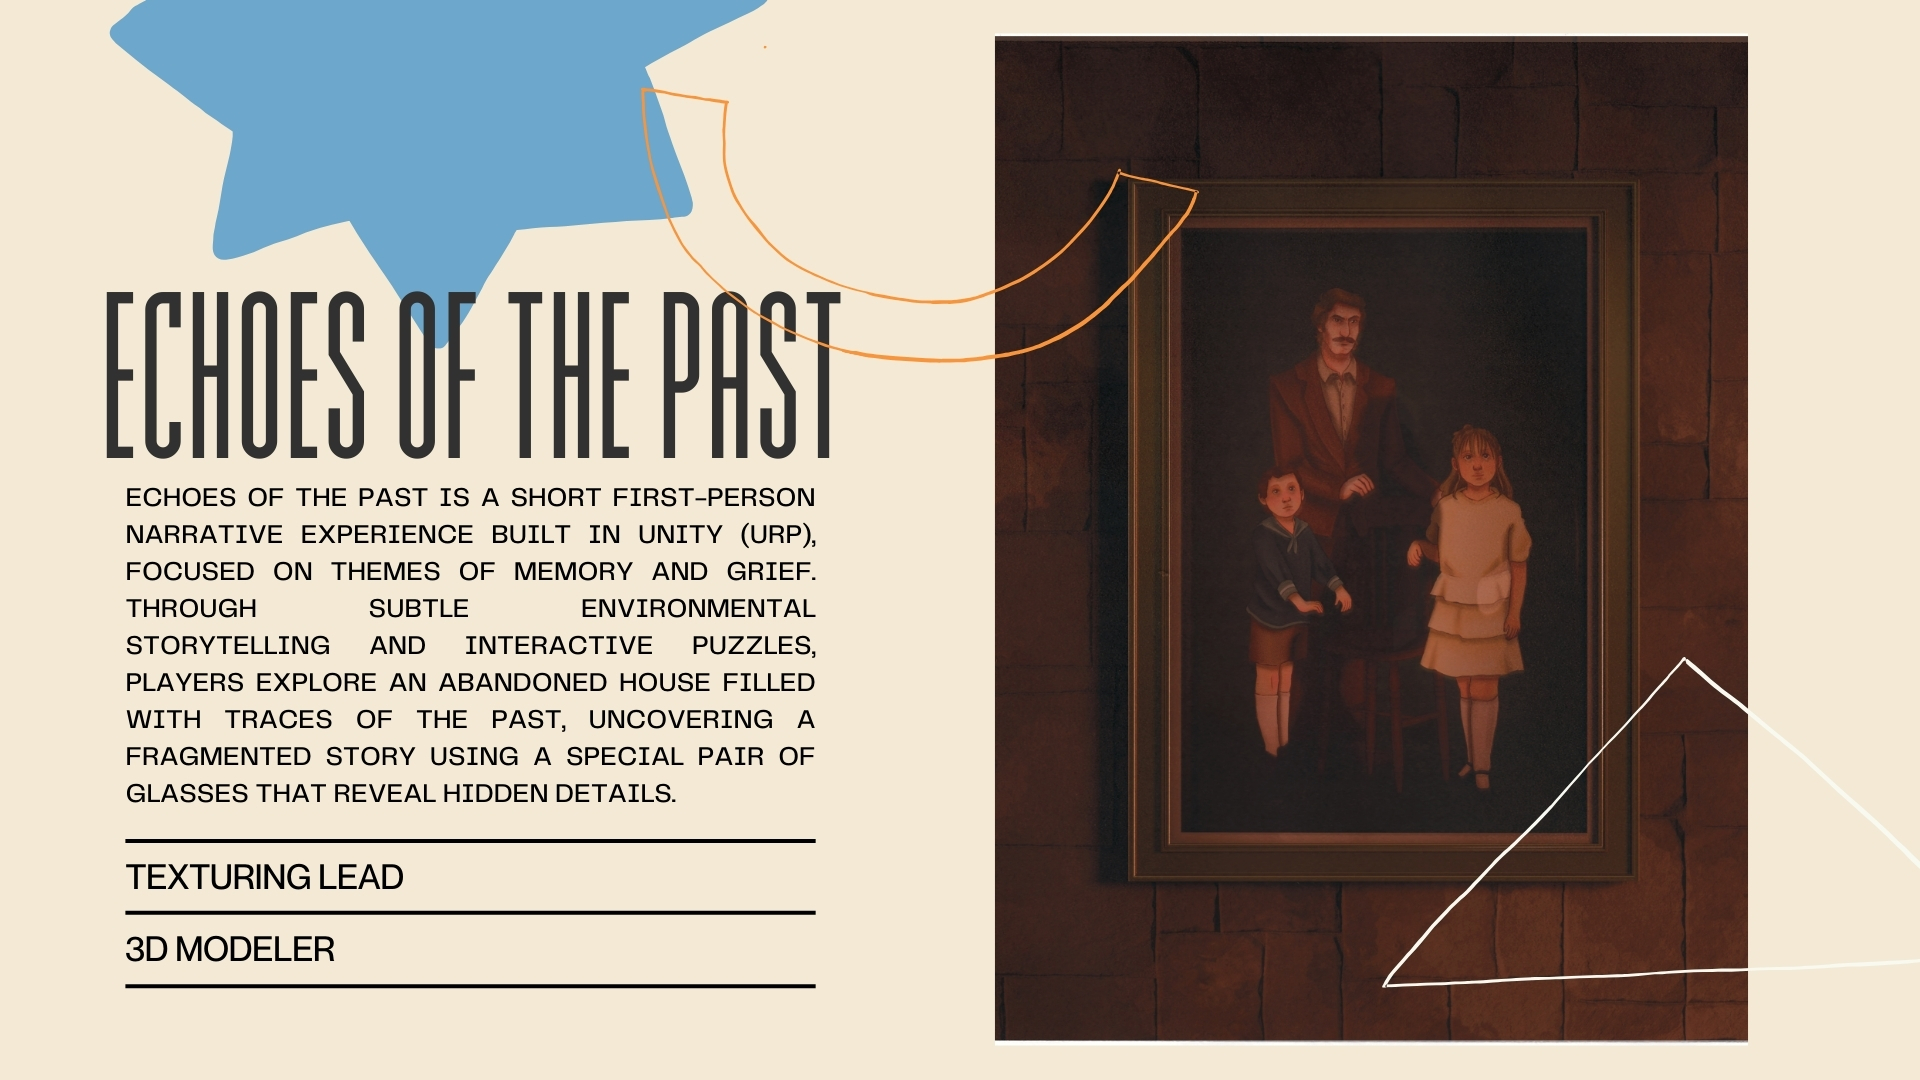 ECHOES OF THE PAST
ECHOES OF THE PAST IS A SHORT FIRST-PERSON
NARRATIVE EXPERIENCE BUILT IN UNITY (URP),
FOCUSED ON THEMES OF MEMORY AND GRIEF.
THROUGH SUBTLE ENVIRONMENTAL
STORYTELLING AND INTERACTIVE PUZZLES,
PLAYERS EXPLORE AN ABANDONED HOUSE FILLED
WITH TRACES OF THE PAST, UNCOVERING A
FRAGMENTED STORY USING A SPECIAL PAIR OF
GLASSES THAT REVEAL HIDDEN DETAILS.
TEXTURING LEAD
3D MODELER